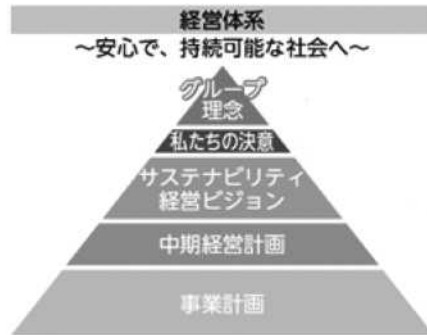 経営体系
～安心で、持続可能な社会へ～
グループ
理念
私たちの決意
サステナビリティ
経営ビジョン
中期経営計画
事業計画